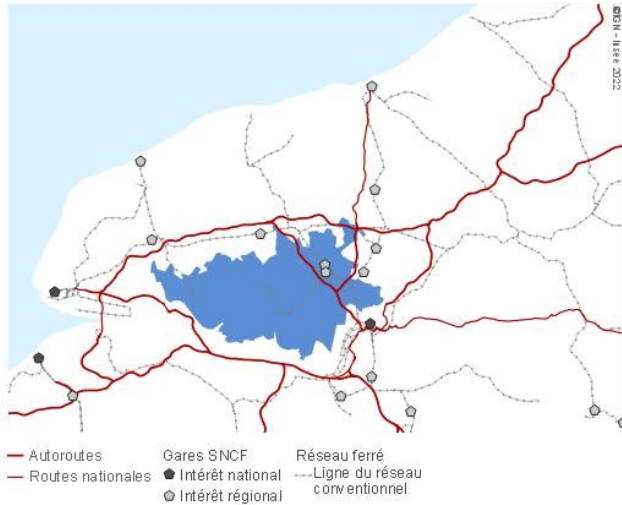 ©IGN - Insee 2022
Autoroutes
Routes nationales
Gares SNCF
Intérêt national
Intérêt régional
Réseau ferré
Ligne du réseau
conventionnel